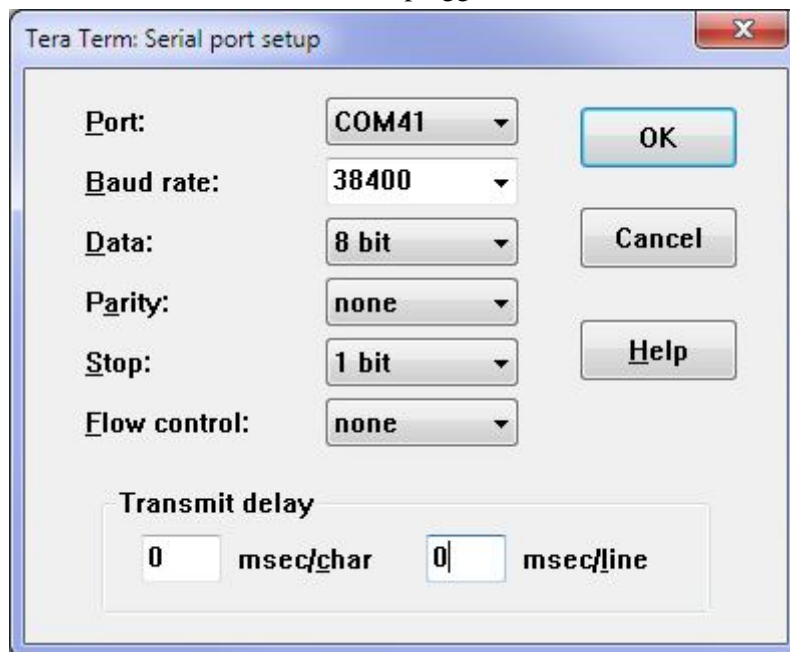 Tera Term: Serial port setup
Port: COM41 OK
Baud rate: 38400
Data: 8 bit Cancel
Parity: none
Stop: 1 bit Help
Flow control: none
Transmit delay
0 msec/char 0 msec/line